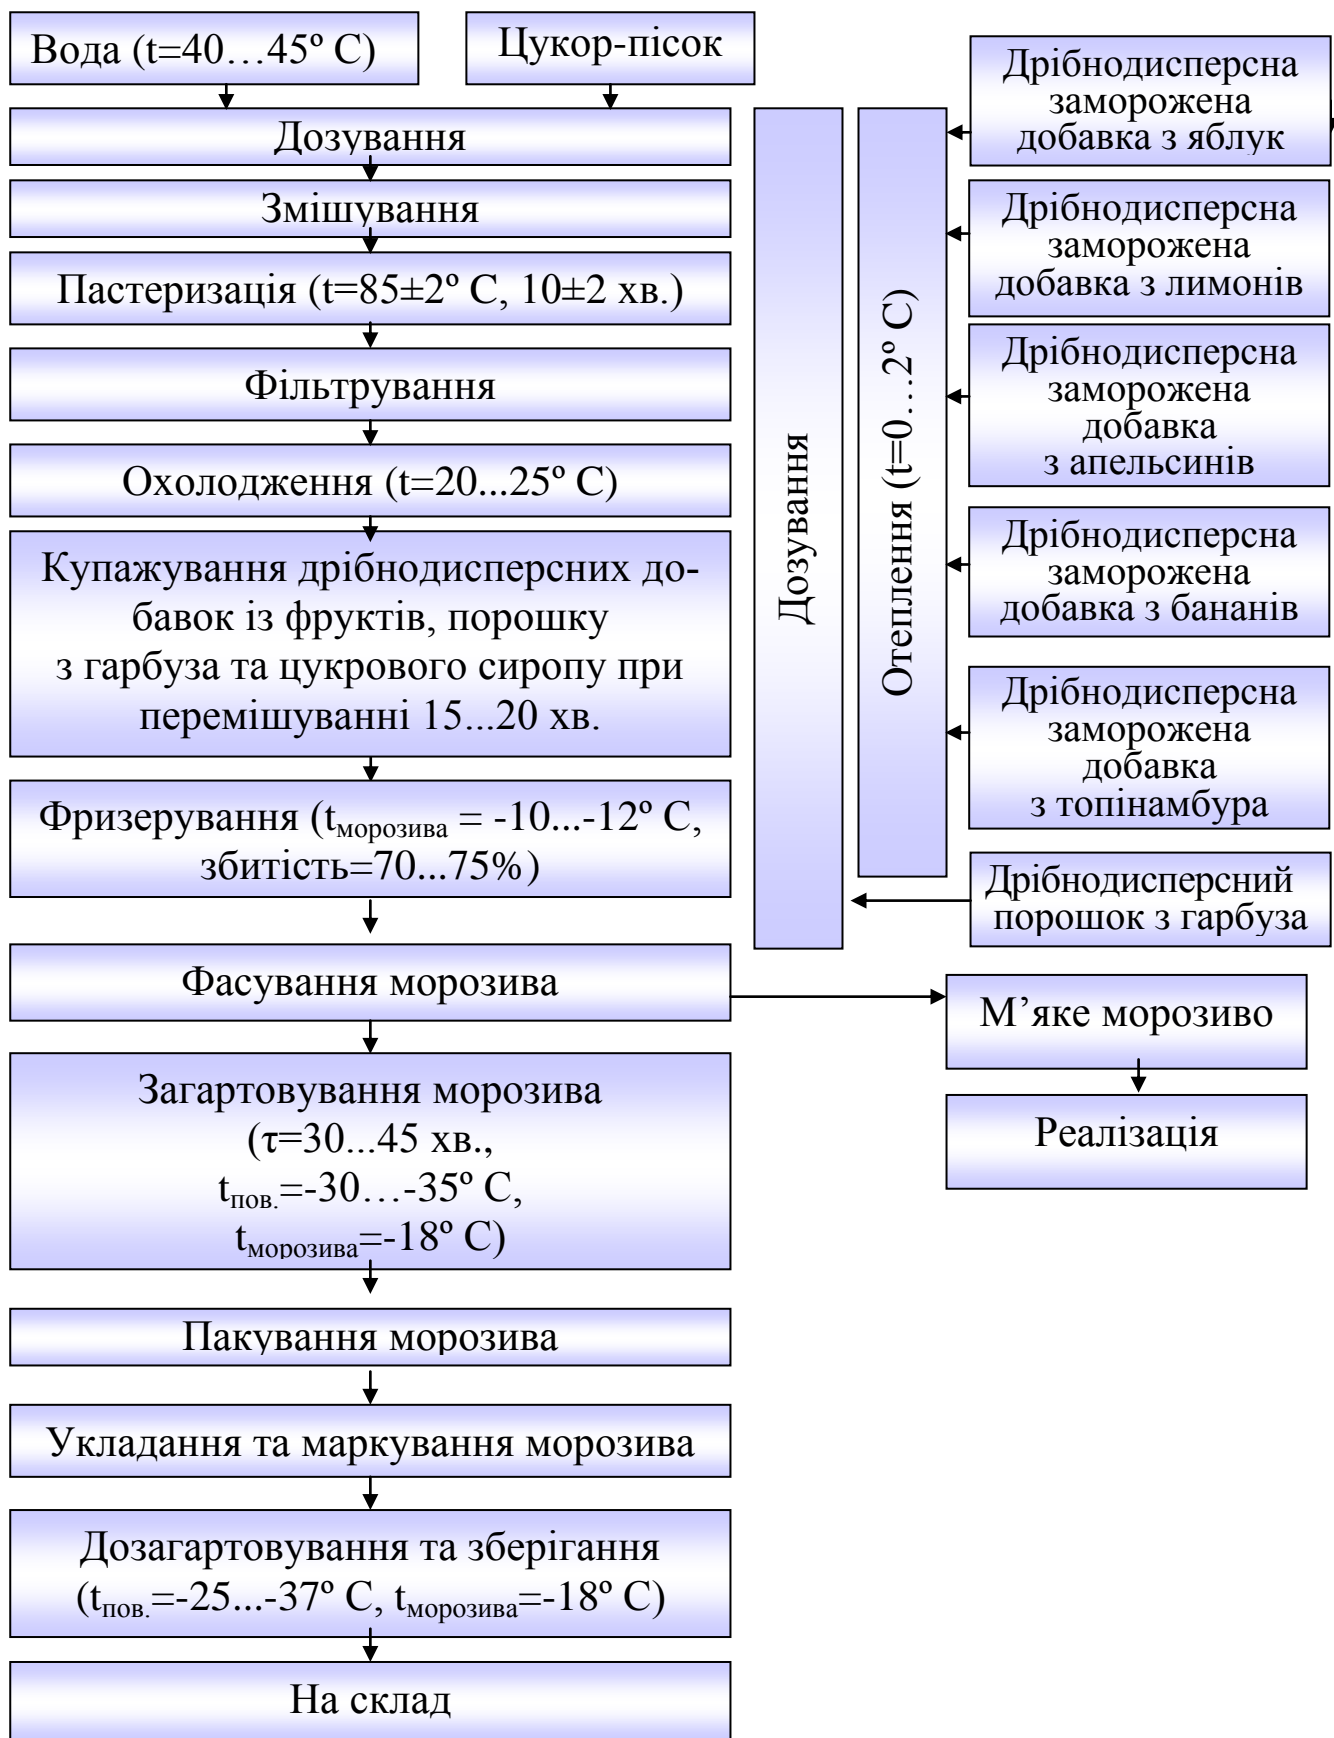 Вода (t=40…45º С)
Цукор-пісок
Дозування
Змішування
Пастеризація (t=85±2º С, 10±2 хв.)
Фільтрування
Охолодження (t=20...25º С)
Купажування дрібнодисперсних до-
бавок із фруктів, порошку
з гарбуза та цукрового сиропу при
перемішуванні 15...20 хв.
Фризерування (tморозива = -10...-12º С,
збитість=70...75%)
Фасування морозива
Загартовування морозива
(τ=30...45 хв.,
tпов.=-30…-35º С,
tморозива=-18º С)
Пакування морозива
Укладання та маркування морозива
Дозагартовування та зберігання
(tпов.=-25...-37º С, tморозива=-18º С)
На склад
Дозування
Отеплення (t=0…2º С)
Дрібнодисперсна
заморожена
добавка з яблук
Дрібнодисперсна
заморожена
добавка з лимонів
Дрібнодисперсна
заморожена
добавка
з апельсинів
Дрібнодисперсна
заморожена
добавка з бананів
Дрібнодисперсна
заморожена
добавка
з топінамбура
Дрібнодисперсний
порошок з гарбуза
М’яке морозиво
Реалізація